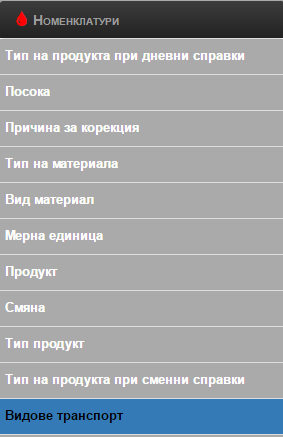 Номенклатури
Тип на продукта при дневни справки
Посока
Причина за корекция
Тип на материала
Вид материал
Мерна единица
Продукт
Смяна
Тип продукт
Тип на продукта при сменни справки
Видове транспорт